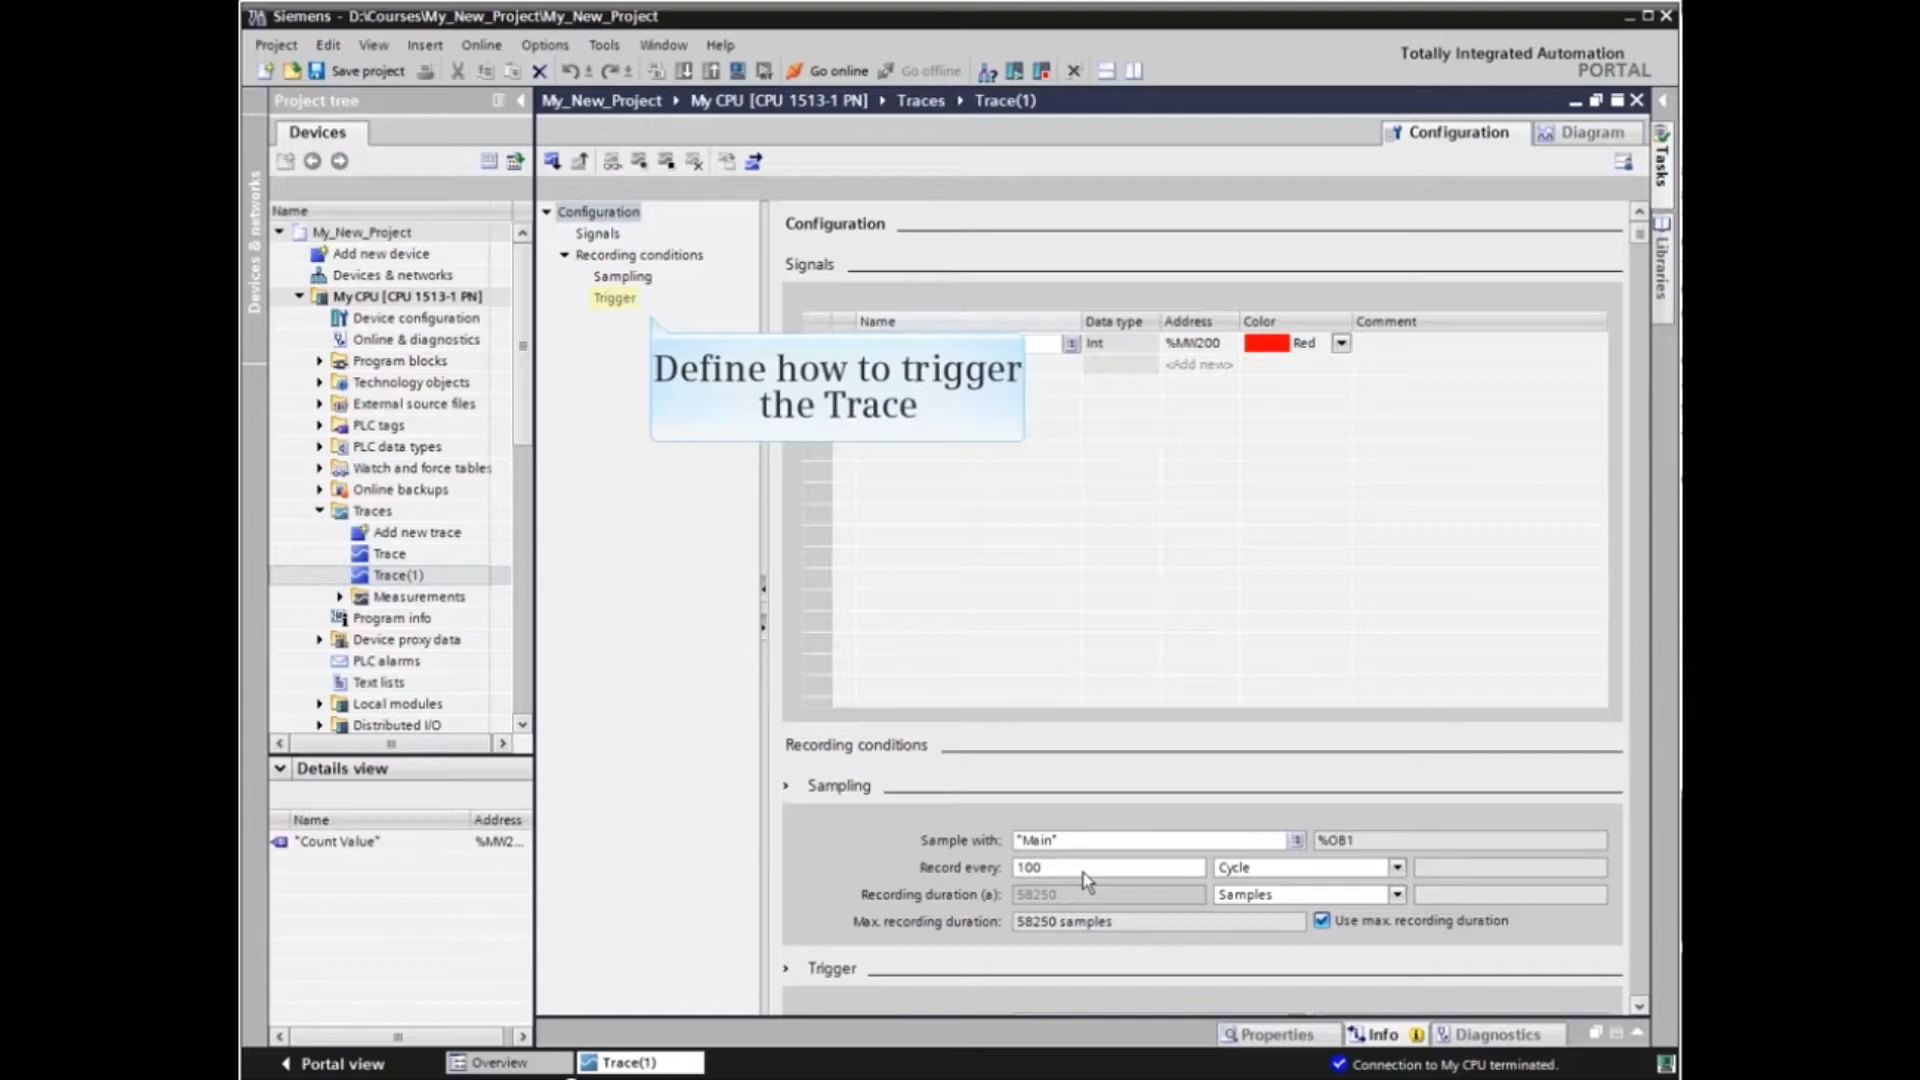 Siemens - D:\Courses\My_New_Project\My_New_Project
Project Edit View Insert Online Options Tools Window Help
Totally Integrated Automation
PORTAL
Save project Go online Go offline
Project tree
My_New_Project My CPU [CPU 1513-1 PN] Traces Trace(1)
Devices
Configuration Diagram
Devices & networks
Tasks
Libraries
Name
My_New_Project
Add new device
Devices & networks
My CPU [CPU 1513-1 PN]
Device configuration
Online & diagnostics
Program blocks
Technology objects
External source files
PLC tags
PLC data types
Watch and force tables
Online backups
Traces
Add new trace
Trace
Trace(1)
Measurements
Program info
Device proxy data
PLC alarms
Text lists
Local modules
Distributed I/O
Details view
Name Address
"Count Value" %MW2...
Configuration
Signals
Recording conditions
Sampling
Trigger
Define how to trigger
the Trace
Configuration
Signals
Name Data type Address Color Comment
Int %MW200 Red
<Add new>
Recording conditions
Sampling
Sample with: "Main" %OB1
Record every: 100 Cycle
Recording duration (a): 58250 Samples
Max. recording duration: 58250 samples Use max. recording duration
Trigger
Properties Info Diagnostics
Portal view Overview Trace(1) Connection to My CPU terminated.